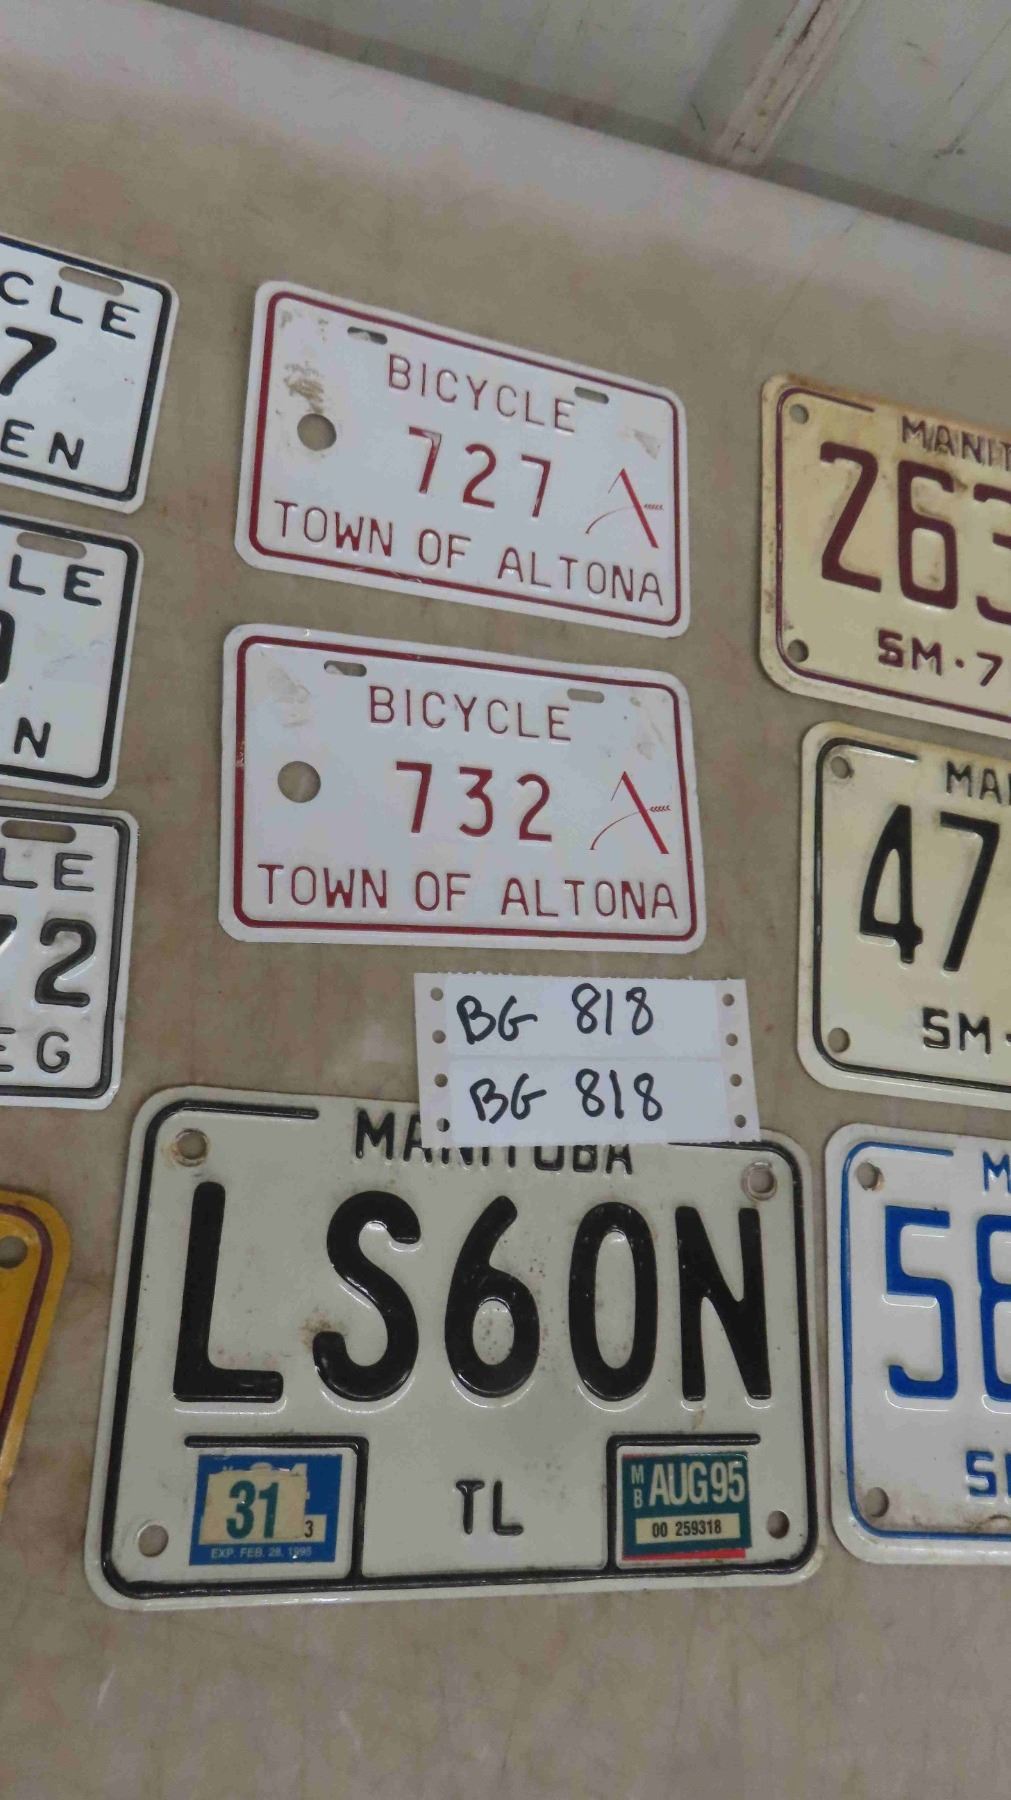 CLE
7
EN
LE
N
LE
72
EG
BICYCLE
727
TOWN OF ALTONA
BICYCLE
732
TOWN OF ALTONA
BG 818
BG 818
MANITOBA
LS60N
TL
31
3
EXP. FEB. 28, 1995
MB AUG95
00 259318
MANIT
Z63
SM·7
MA
47
SM·
M
58